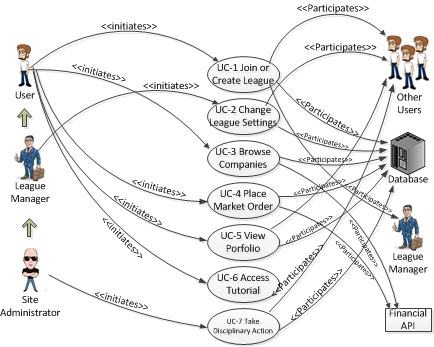 <<initiates>>
<<Participates>>
<<Participates>>
User
<<initiates>>
<<initiates>>
UC-1 Join or
Create League
UC-2 Change
League Settings
UC-3 Browse
Companies
UC-4 Place
Market Order
UC-5 View
Porfolio
UC-6 Access
Tutorial
UC-7 Take
Disciplinary Action
<<initiates>>
<<initiates>>
<<initiates>>
<<initiates>>
League
Manager
Site
Administrator
Other
Users
<<Participates>>
<<Participates>>
<<Participates>>
<<Participates>>
<<Participates>>
<<Participates>>
<<Participates>>
<<Participates>>
<<Participates>>
<<Participates>>
Database
League
Manager
Financial
API